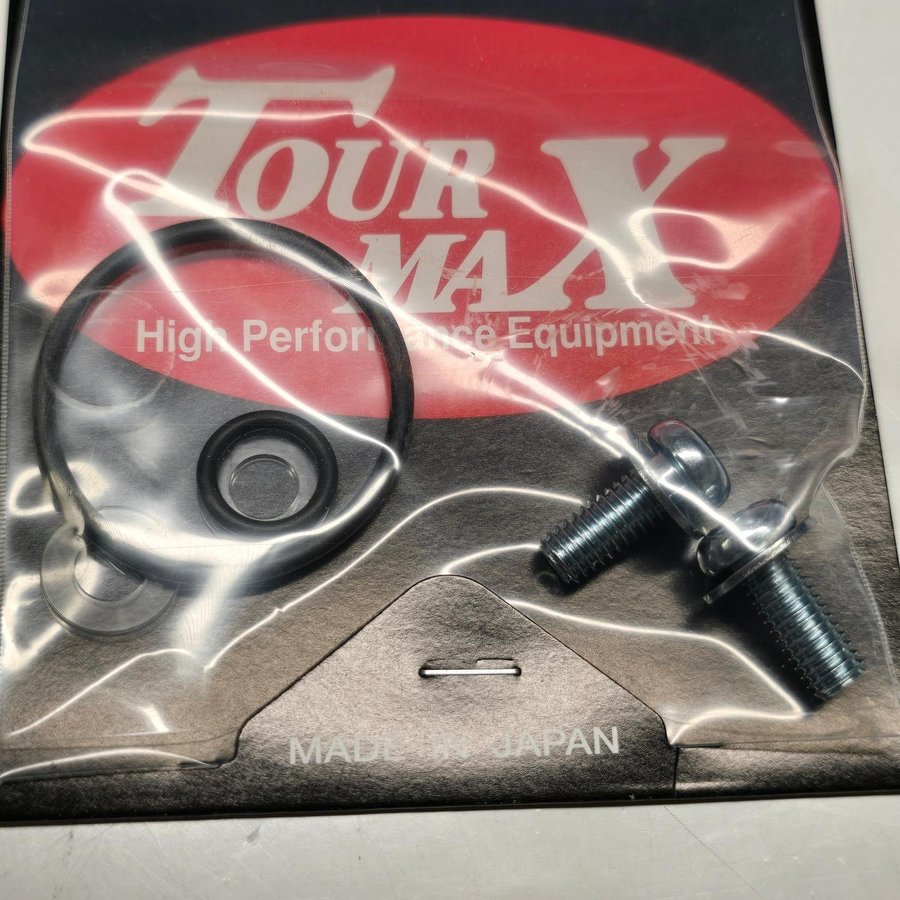 TOUR
MAX
High Performance Equipment
MADE IN JAPAN